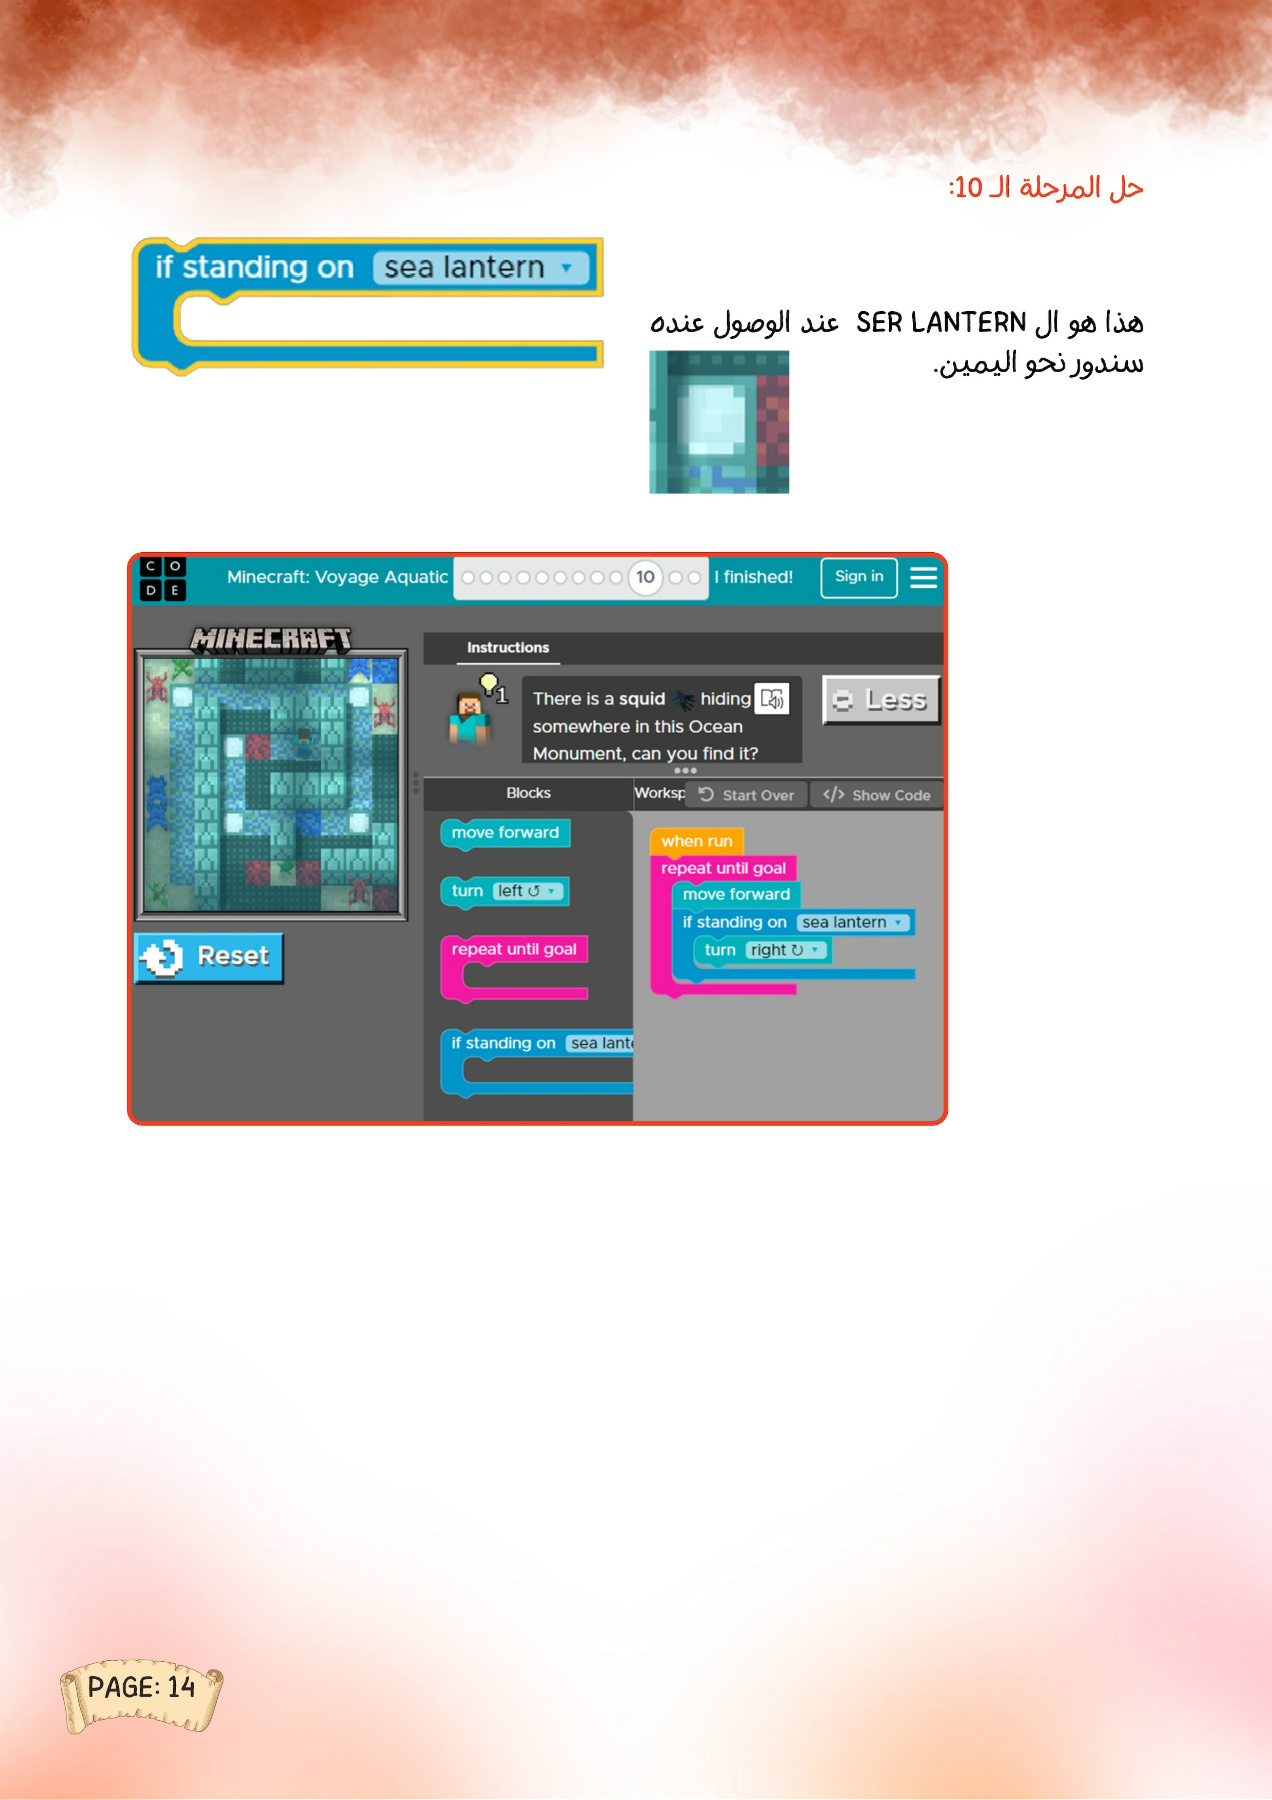 حل المرحلة الـ 10:
if standing on sea lantern
هذا هو ال SER LANTERN عند الوصول عنده
سندور نحو اليمين.
C O
D E
Minecraft: Voyage Aquatic 10 I finished! Sign in
MINECRAFT
Instructions
1
There is a squid hiding
somewhere in this Ocean
Monument, can you find it?
Less
Blocks
Worksp Start Over </> Show Code
move forward
turn left ↺
repeat until goal
if standing on sea lante
when run
repeat until goal
move forward
if standing on sea lantern
turn right ↻
Reset
PAGE: 14